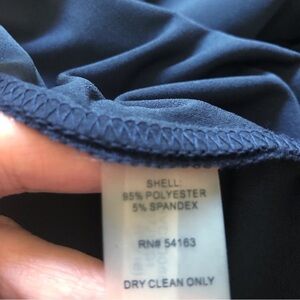 SHELL:
95% POLYESTER
5% SPANDEX
RN# 54163
DRY CLEAN ONLY